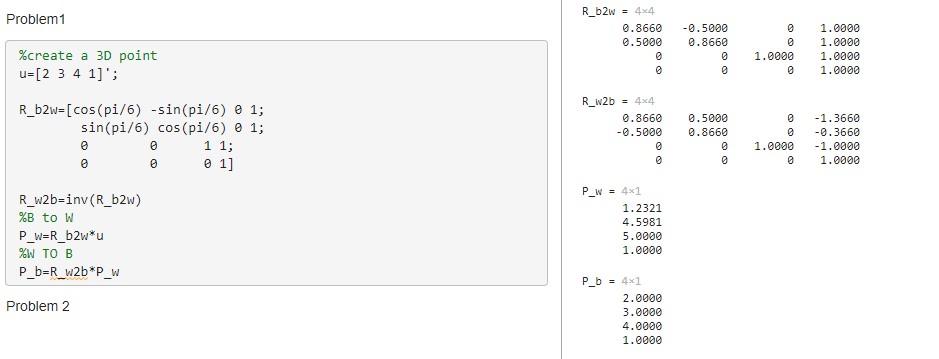 Problem1
%create a 3D point
u=[2 3 4 1]';
R_b2w=[cos(pi/6) -sin(pi/6) 0 1;
sin(pi/6) cos(pi/6) 0 1;
0 0 1 1;
0 0 0 1]
R_w2b=inv(R_b2w)
%B to W
P_w=R_b2w*u
%W TO B
P_b=R_w2b*P_w
Problem 2
R_b2w = 4×4
0.8660 -0.5000 0 1.0000
0.5000 0.8660 0 1.0000
0 0 1.0000 1.0000
0 0 0 1.0000
R_w2b = 4×4
0.8660 0.5000 0 -1.3660
-0.5000 0.8660 0 -0.3660
0 0 1.0000 -1.0000
0 0 0 1.0000
P_w = 4×1
1.2321
4.5981
5.0000
1.0000
P_b = 4×1
2.0000
3.0000
4.0000
1.0000